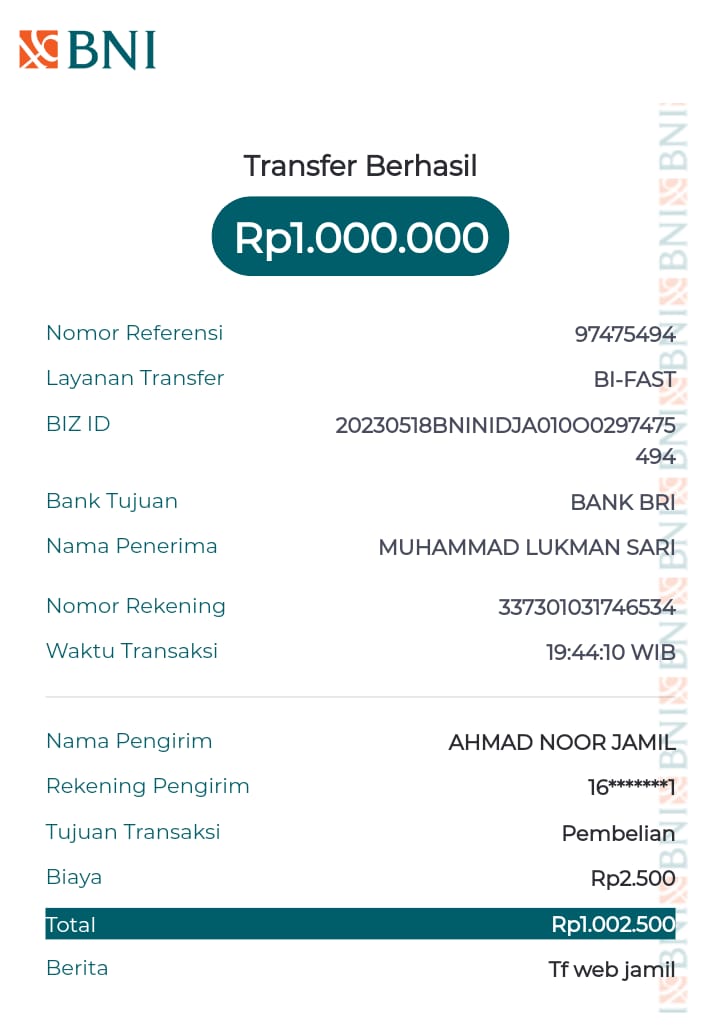 BNI
Transfer Berhasil
Rp1.000.000
Nomor Referensi 97475494
Layanan Transfer BI-FAST
BIZ ID 20230518BNINIDJA010O0297475
494
Bank Tujuan BANK BRI
Nama Penerima MUHAMMAD LUKMAN SARI
Nomor Rekening 337301031746534
Waktu Transaksi 19:44:10 WIB
Nama Pengirim AHMAD NOOR JAMIL
Rekening Pengirim 16*******1
Tujuan Transaksi Pembelian
Biaya Rp2.500
Total Rp1.002.500
Berita Tf web jamil
BNI BNI BNI BNI BNI BNI BNI BNI BNI